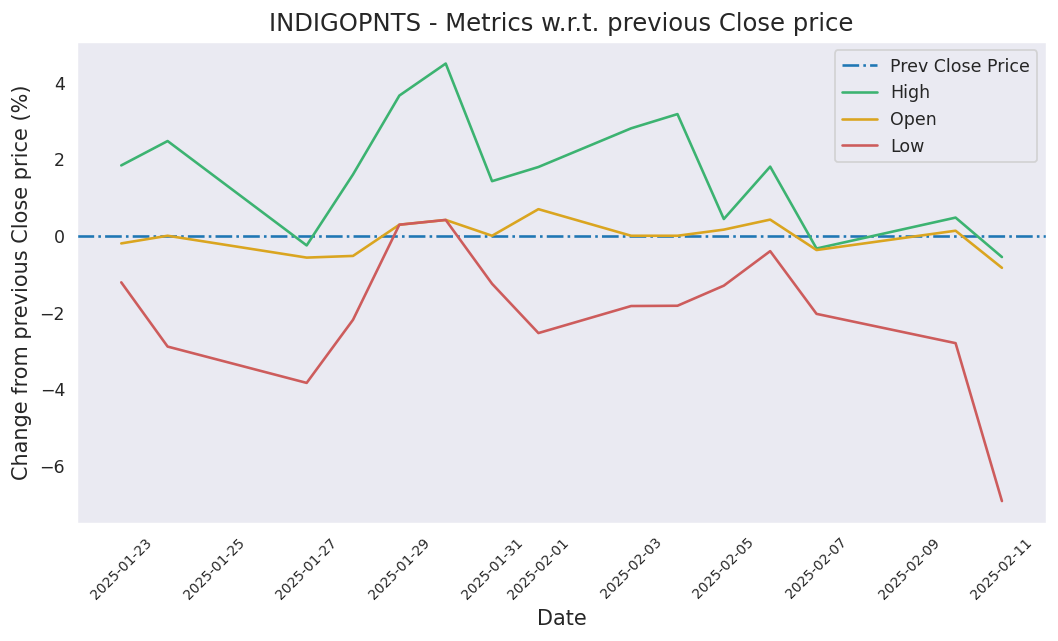 INDIGOPNTS - Metrics w.r.t. previous Close price
Change from previous Close price (%)
4
2
0
−2
−4
−6
Prev Close Price
High
Open
Low
2025-01-23
2025-01-25
2025-01-27
2025-01-29
2025-01-31
2025-02-01
2025-02-03
2025-02-05
2025-02-07
2025-02-09
2025-02-11
Date